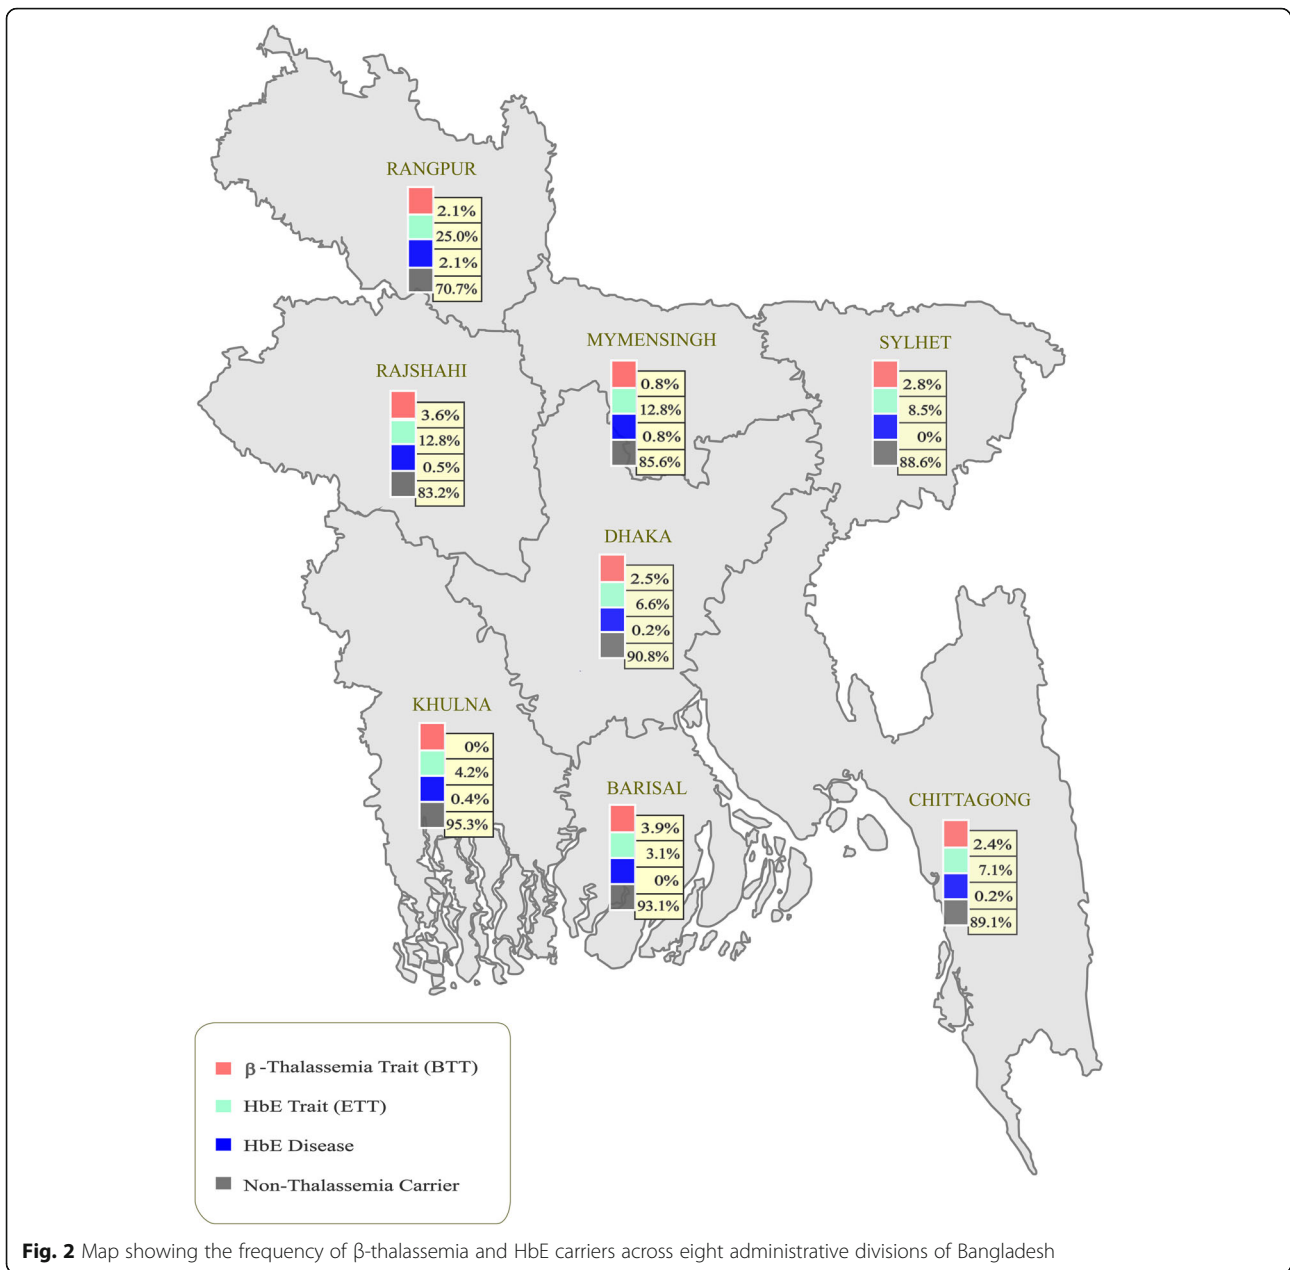 RANGPUR
2.1%
25.0%
2.1%
70.7%
MYMENSINGH
0.8%
12.8%
0.8%
85.6%
SYLHET
2.8%
8.5%
0%
88.6%
RAJSHAHI
3.6%
12.8%
0.5%
83.2%
DHAKA
2.5%
6.6%
0.2%
90.8%
KHULNA
0%
4.2%
0.4%
95.3%
BARISAL
3.9%
3.1%
0%
93.1%
CHITTAGONG
2.4%
7.1%
0.2%
89.1%
β-Thalassemia Trait (BTT)
HbE Trait (ETT)
HbE Disease
Non-Thalassemia Carrier
Fig. 2 Map showing the frequency of β-thalassemia and HbE carriers across eight administrative divisions of Bangladesh